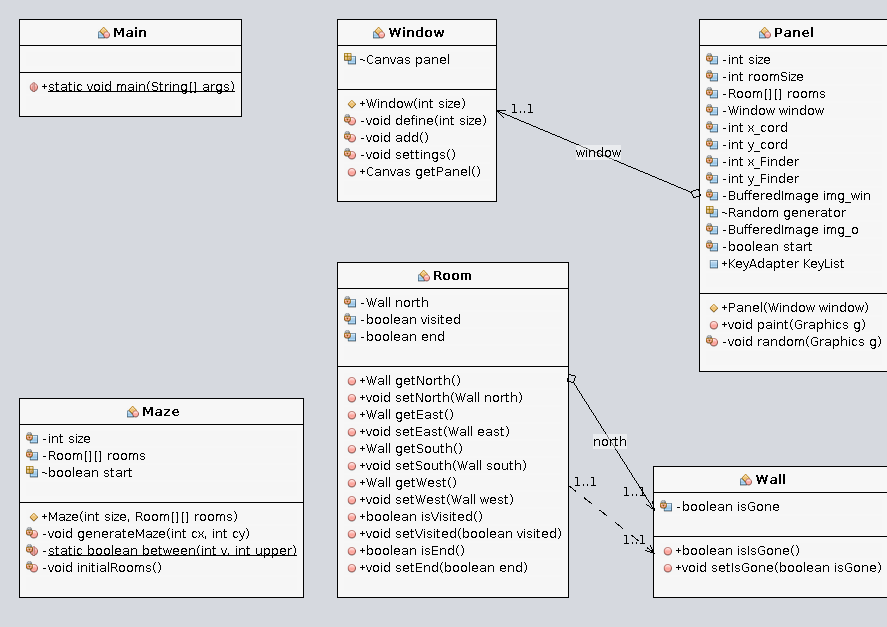 Main
+static void main(String[] args)
Window
~Canvas panel
+Window(int size)
-void define(int size)
-void add()
-void settings()
+Canvas getPanel()
1..1
window
Panel
-int size
-int roomSize
-Room[][] rooms
-Window window
-int x_cord
-int y_cord
-int x_Finder
-int y_Finder
-BufferedImage img_win
~Random generator
-BufferedImage img_o
-boolean start
+KeyAdapter KeyList
+Panel(Window window)
+void paint(Graphics g)
-void random(Graphics g)
Room
-Wall north
-boolean visited
-boolean end
+Wall getNorth()
+void setNorth(Wall north)
+Wall getEast()
+void setEast(Wall east)
+Wall getSouth()
+void setSouth(Wall south)
+Wall getWest()
+void setWest(Wall west)
+boolean isVisited()
+void setVisited(boolean visited)
+boolean isEnd()
+void setEnd(boolean end)
north
1..1
1..1
1..1
Maze
-int size
-Room[][] rooms
~boolean start
+Maze(int size, Room[][] rooms)
-void generateMaze(int cx, int cy)
-static boolean between(int v, int upper)
-void initialRooms()
Wall
-boolean isGone
+boolean isIsGone()
+void setIsGone(boolean isGone)